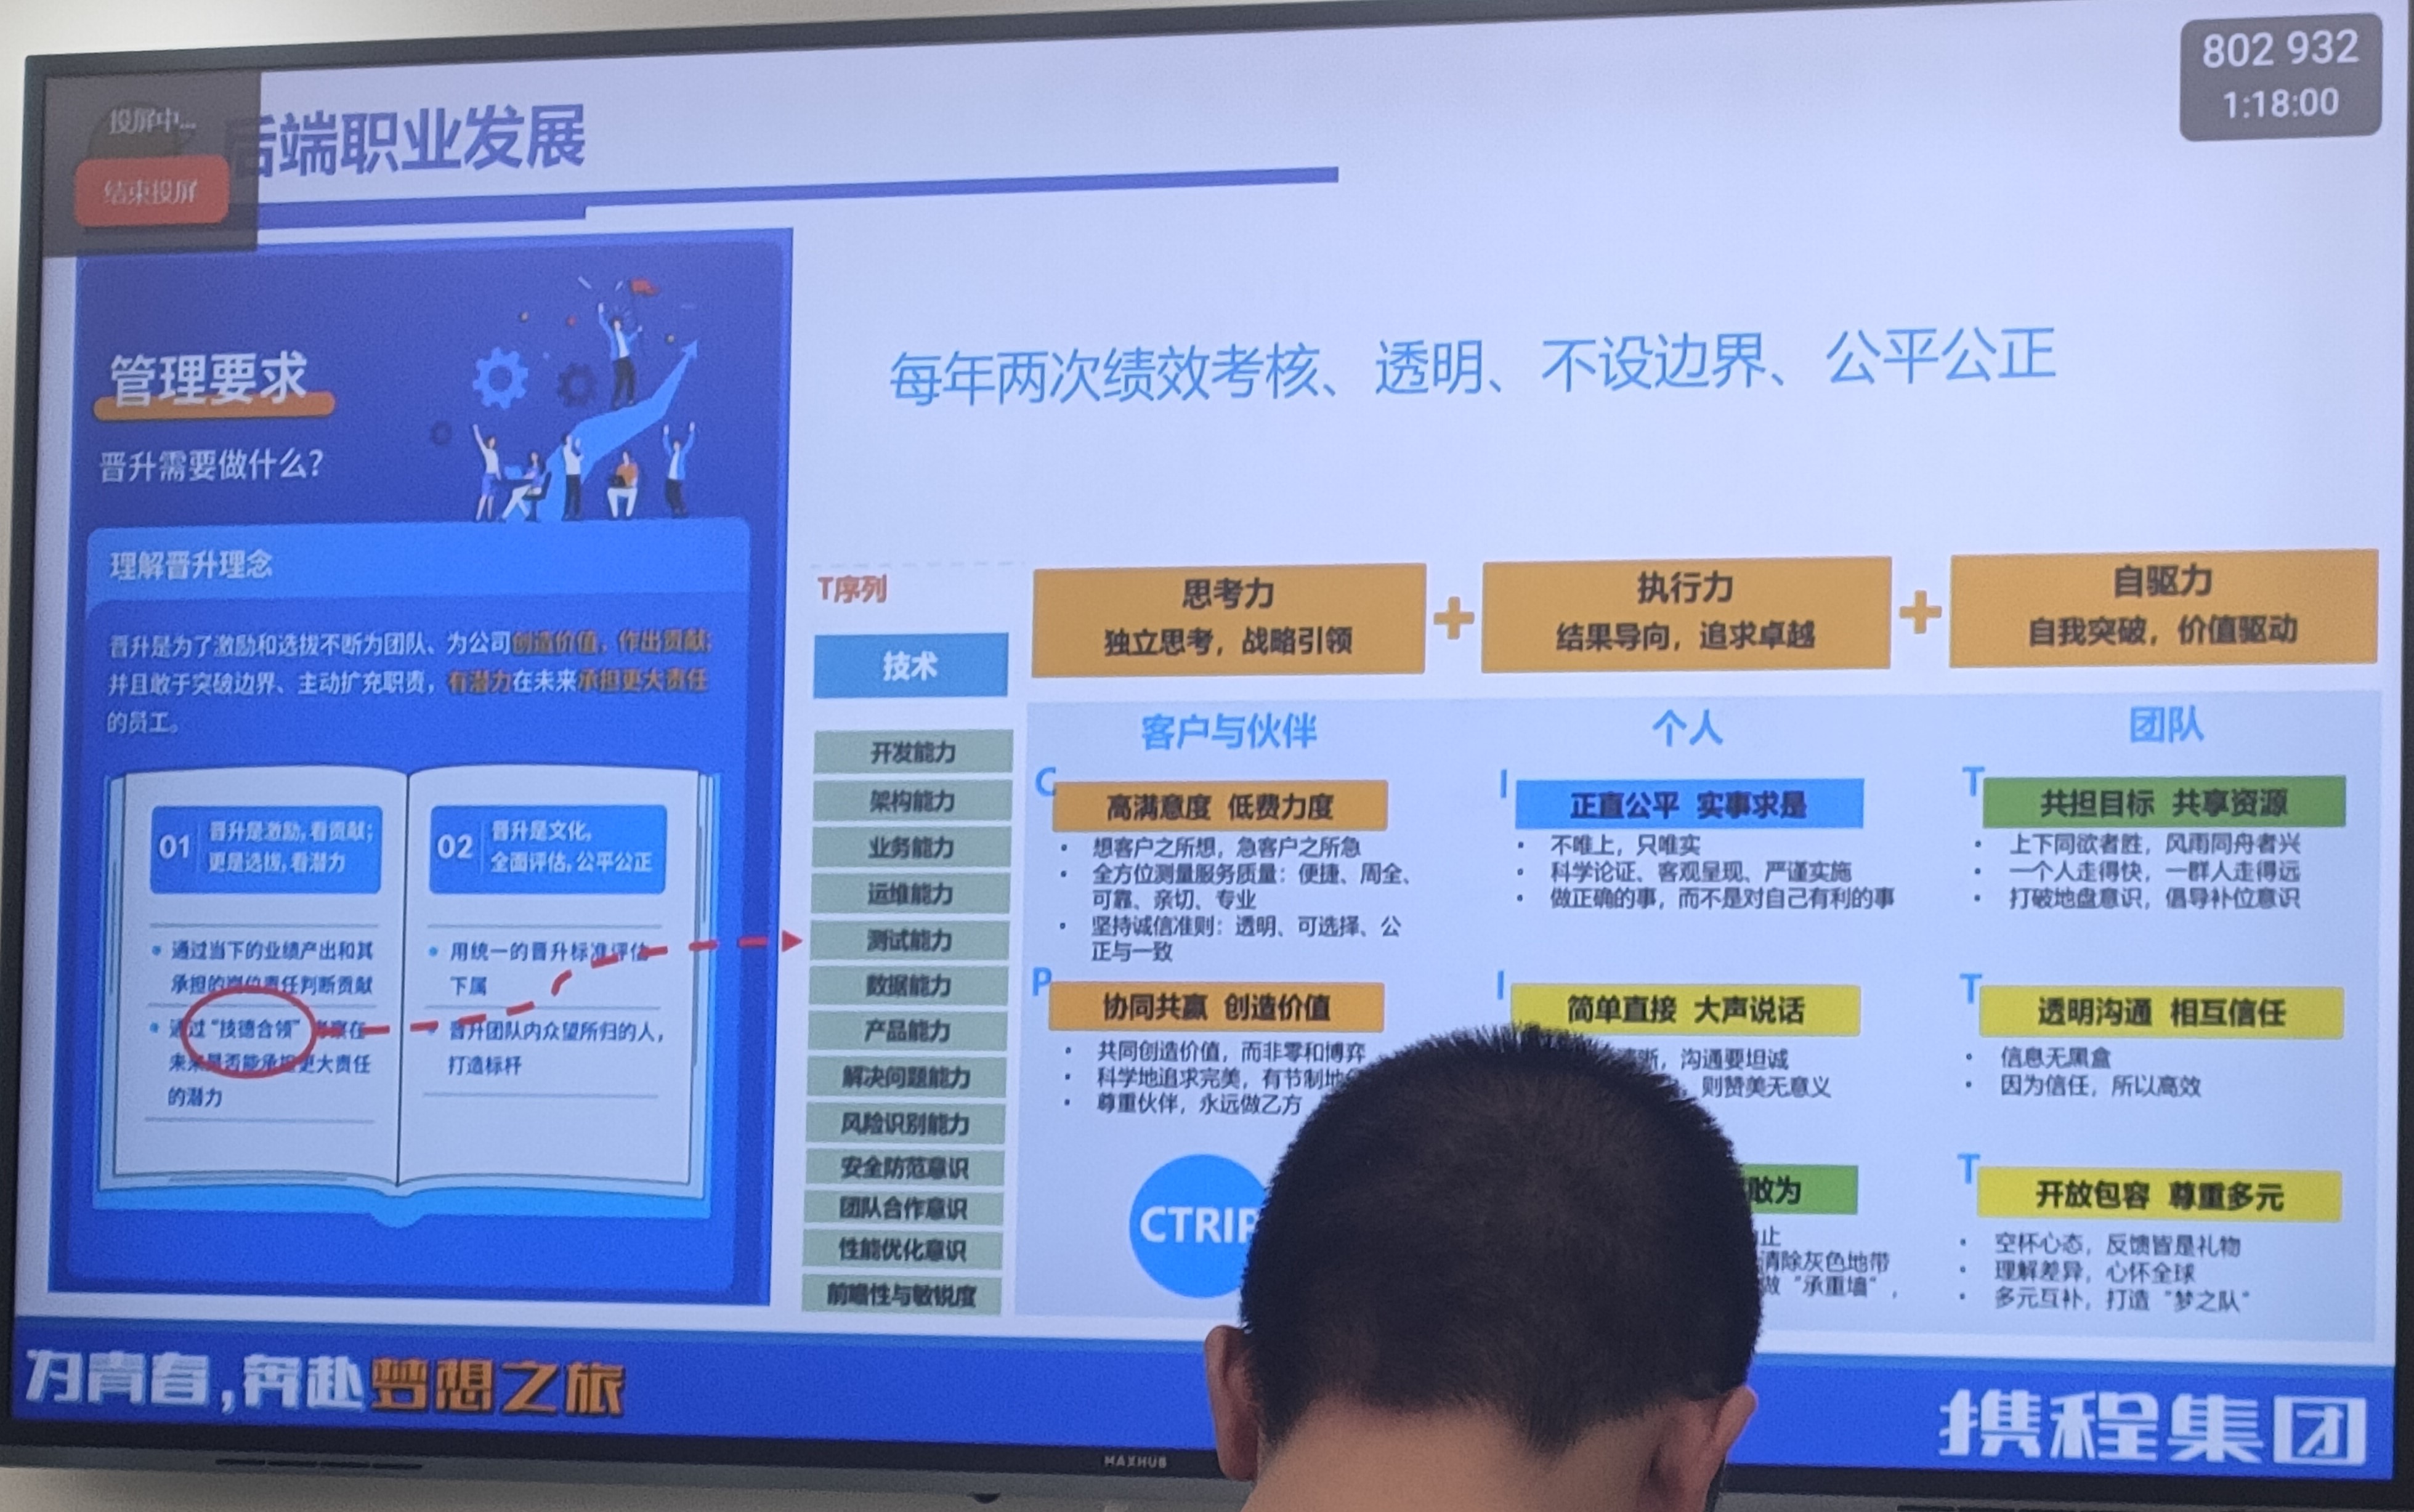 802 932
1:18:00
投屏中...
结束投屏
后端职业发展
管理要求
晋升需要做什么？
理解晋升理念
晋升是为了激励和选拔不断为团队、为公司创造价值，作出贡献；
并且敢于突破边界、主动扩充职责，有潜力在未来承担更大责任
的员工。
01
晋升是激励，看贡献；
更是选拔，看潜力
通过当下的业绩产出和其
承担的岗位责任判断贡献
通过“技德合领”考察在
未来是否能承担更大责任
的潜力
02
晋升是文化，
全面评估，公平公正
用统一的晋升标准评估
下属
晋升团队内众望所归的人，
打造标杆
每年两次绩效考核、透明、不设边界、公平公正
T序列
技术
开发能力
架构能力
业务能力
运维能力
测试能力
数据能力
产品能力
解决问题能力
风险识别能力
安全防范意识
团队合作意识
性能优化意识
前瞻性与敏锐度
思考力
独立思考，战略引领
+
执行力
结果导向，追求卓越
+
自驱力
自我突破，价值驱动
客户与伙伴
C
高满意度 低费力度
想客户之所想，急客户之所急
全方位测量服务质量：便捷、周全、
可靠、亲切、专业
坚持诚信准则：透明、可选择、公
正与一致
P
协同共赢 创造价值
共同创造价值，而非零和博弈
科学地追求完美，有节制地
尊重伙伴，永远做乙方
CTRIP
个人
I
正直公平 实事求是
不唯上，只唯实
科学论证、客观呈现、严谨实施
做正确的事，而不是对自己有利的事
I
简单直接 大声说话
清晰，沟通要坦诚
则赞美无意义
敢为
止
清除灰色地带
做“承重墙”，
团队
T
共担目标 共享资源
上下同欲者胜，风雨同舟者兴
一个人走得快，一群人走得远
打破地盘意识，倡导补位意识
T
透明沟通 相互信任
信息无黑盒
因为信任，所以高效
T
开放包容 尊重多元
空杯心态，反馈皆是礼物
理解差异，心怀全球
多元互补，打造“梦之队”
为青春，奔赴梦想之旅
携程集团
MAXHUB